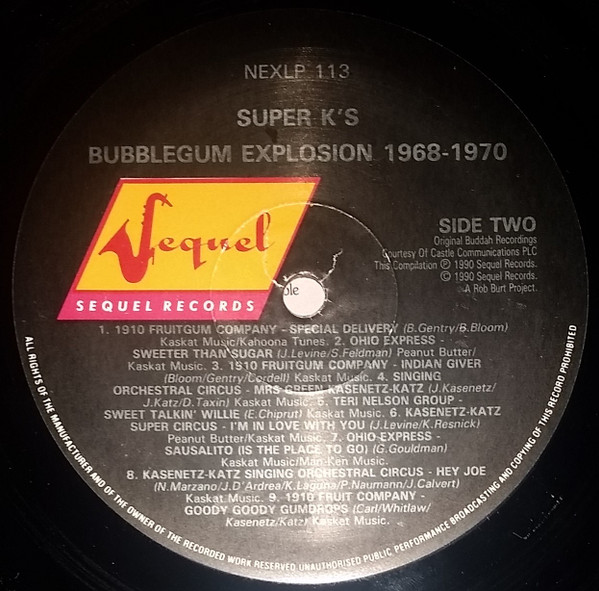 NEXLP 113
SUPER K'S
BUBBLEGUM EXPLOSION 1968-1970
Sequel
SEQUEL RECORDS
SIDE TWO
Original Buddah Recordings
Courtesy Of Castle Communications PLC
This Compilation Ⓟ 1990 Sequel Records.
© 1990 Sequel Records.
A Rob Burt Project.
ole
1. 1910 FRUITGUM COMPANY - SPECIAL DELIVERY (B.Gentry/B.Bloom)
Kaskat Music/Kahoona Tunes. 2. OHIO EXPRESS -
SWEETER THAN SUGAR (J.Levine/S.Feldman) Peanut Butter/
Kaskat Music. 3. 1910 FRUITGUM COMPANY - INDIAN GIVER
(Bloom/Gentry/Cordell) Kaskat Music. 4. SINGING
ORCHESTRAL CIRCUS - MRS GREEN KASENETZ-KATZ (J.Kasenetz/
J.Katz/D.Taxin) Kaskat Music. 5. TERI NELSON GROUP -
SWEET TALKIN' WILLIE (E.Chiprut) Kaskat Music. 6. KASENETZ-KATZ
SUPER CIRCUS - I'M IN LOVE WITH YOU (J.Levine/K.Resnick)
Peanut Butter/Kaskat Music. 7. OHIO EXPRESS -
SAUSALITO (IS THE PLACE TO GO) (G.Gouldman)
Kaskat Music/Man-Ken Music.
8. KASENETZ-KATZ SINGING ORCHESTRAL CIRCUS - HEY JOE
(N.Marzano/J.D'Ardrea/K.Laguna/P.Naumann/J.Calvert)
Kaskat Music. 9. 1910 FRUIT COMPANY -
GOODY GOODY GUMDROPS (Carl/Whitlaw/
Kasenetz/Katz) Kaskat Music.
ALL RIGHTS OF THE MANUFACTURER AND OF THE OWNER OF THE RECORDED WORK RESERVED UNAUTHORISED PUBLIC PERFORMANCE BROADCASTING AND COPYING OF THIS RECORD PROHIBITED